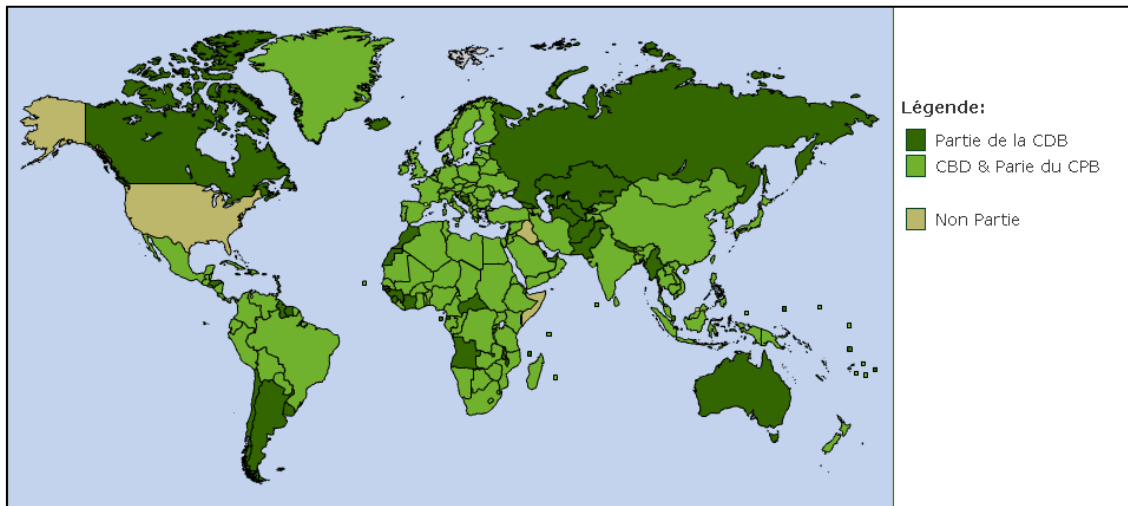 Légende:
Partie de la CDB
CBD & Parie du CPB
Non Partie